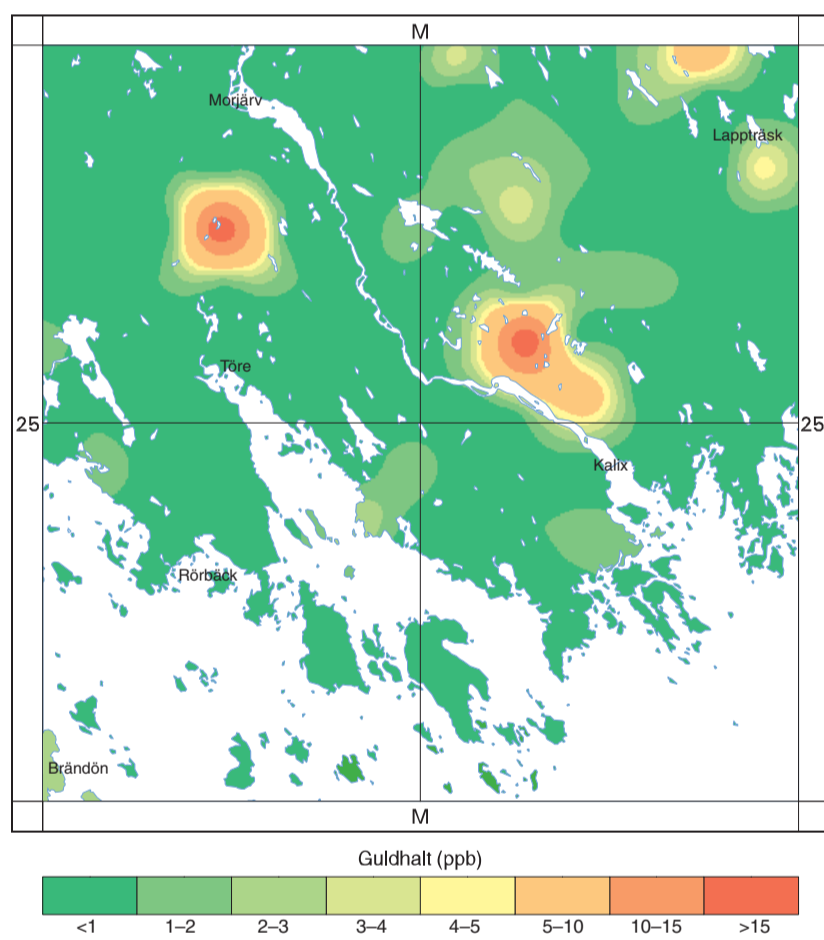 M
Morjärv
Lappträsk
Töre
25
25
Kalix
Rörbäck
Brändön
M
Guldhalt (ppb)
<1 1–2 2–3 3–4 4–5 5–10 10–15 >15